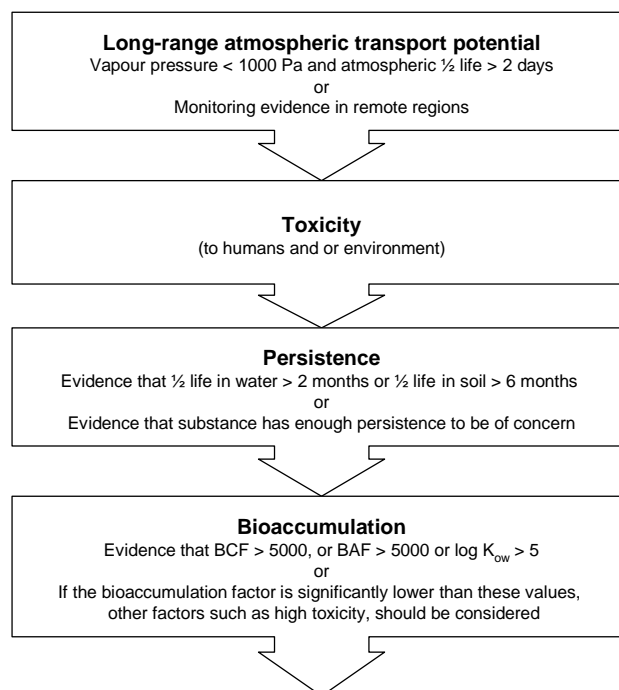 Long-range atmospheric transport potential
Vapour pressure < 1000 Pa and atmospheric ½ life > 2 days
or
Monitoring evidence in remote regions
Toxicity
(to humans and or environment)
Persistence
Evidence that ½ life in water > 2 months or ½ life in soil > 6 months
or
Evidence that substance has enough persistence to be of concern
Bioaccumulation
Evidence that BCF > 5000, or BAF > 5000 or log Kow > 5
or
If the bioaccumulation factor is significantly lower than these values,
other factors such as high toxicity, should be considered